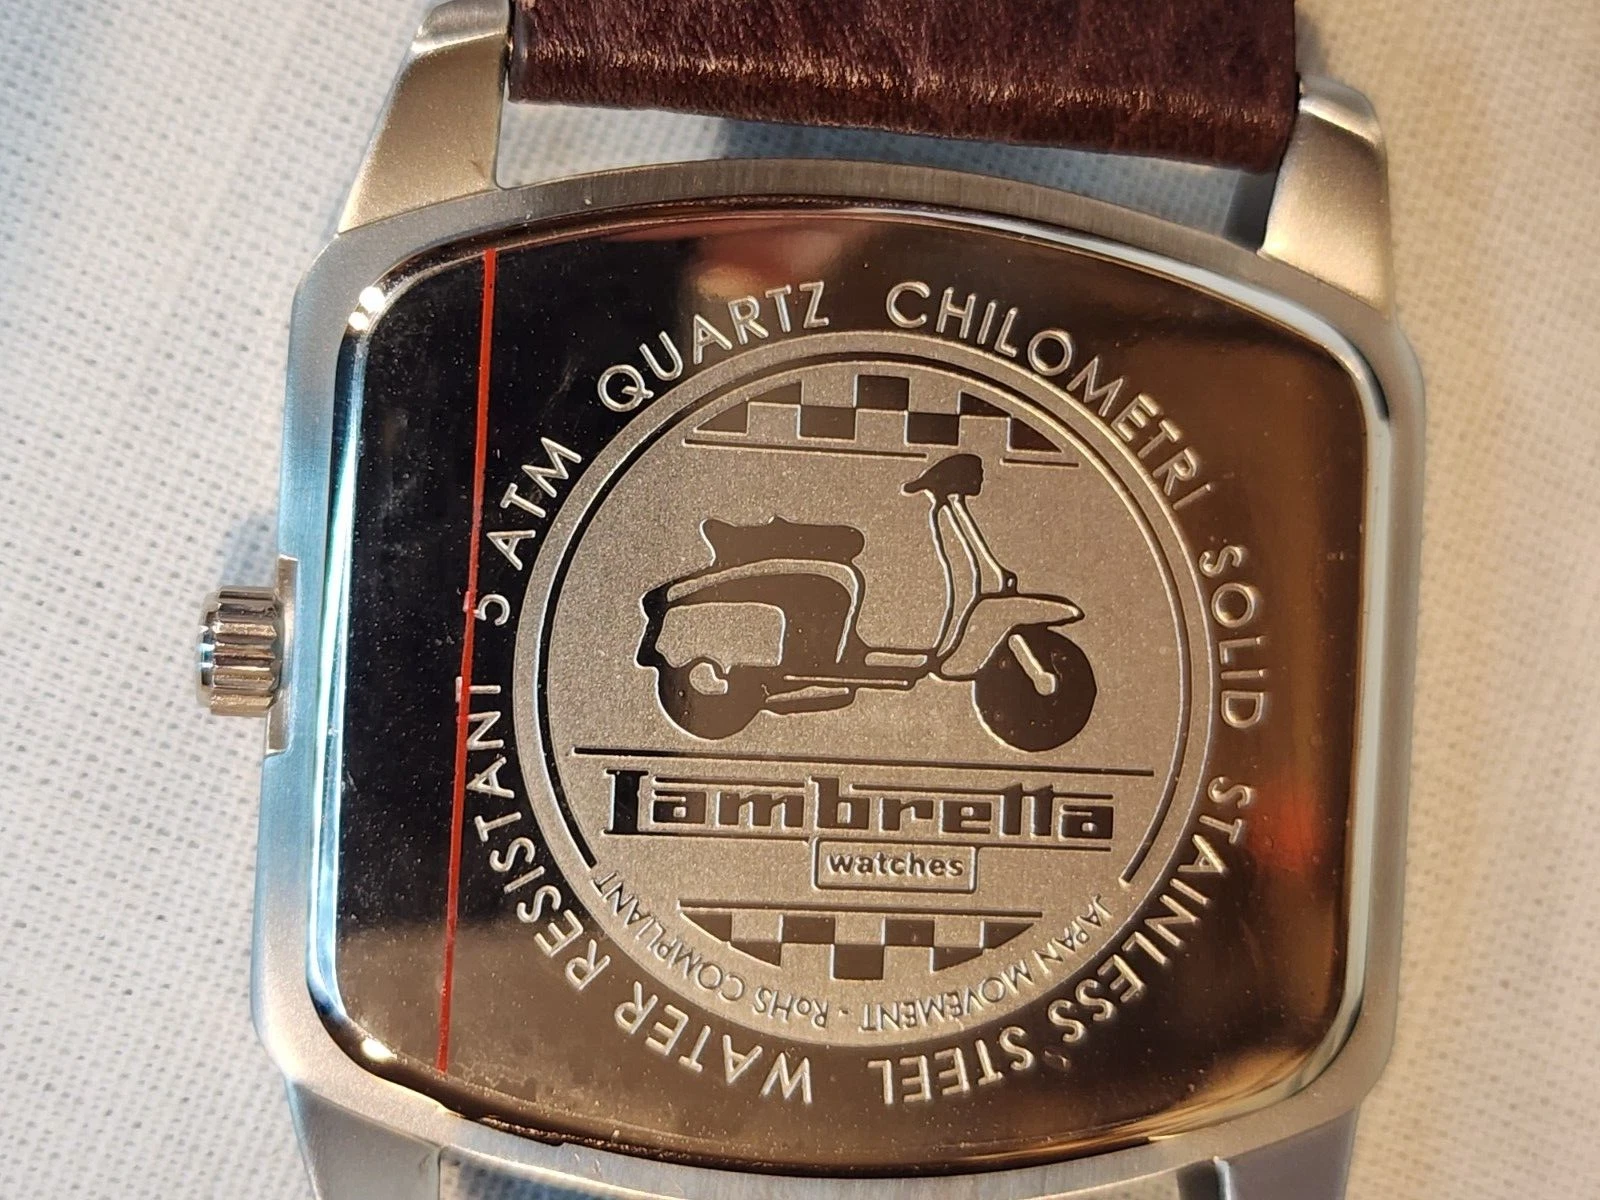 QUARTZ CHILOMETRI SOLID STAINLESS STEEL WATER RESISTANT 5 ATM
Lambretta
watches
JAPAN MOVEMENT - RoHS COMPLIANT